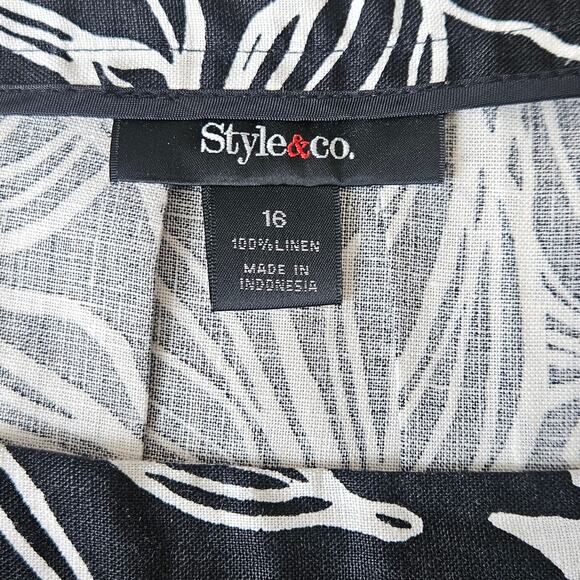 Style&co.
16
100% LINEN
MADE IN
INDONESIA